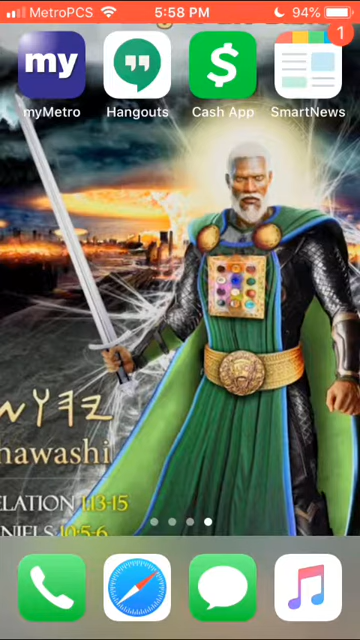 MetroPCS 5:58 PM 94%
1
my $
myMetro Hangouts Cash App SmartNews
𐤉𐤄𐤅𐤔
hawashi
ELATION 1:13-15
NIELS 10:5-6